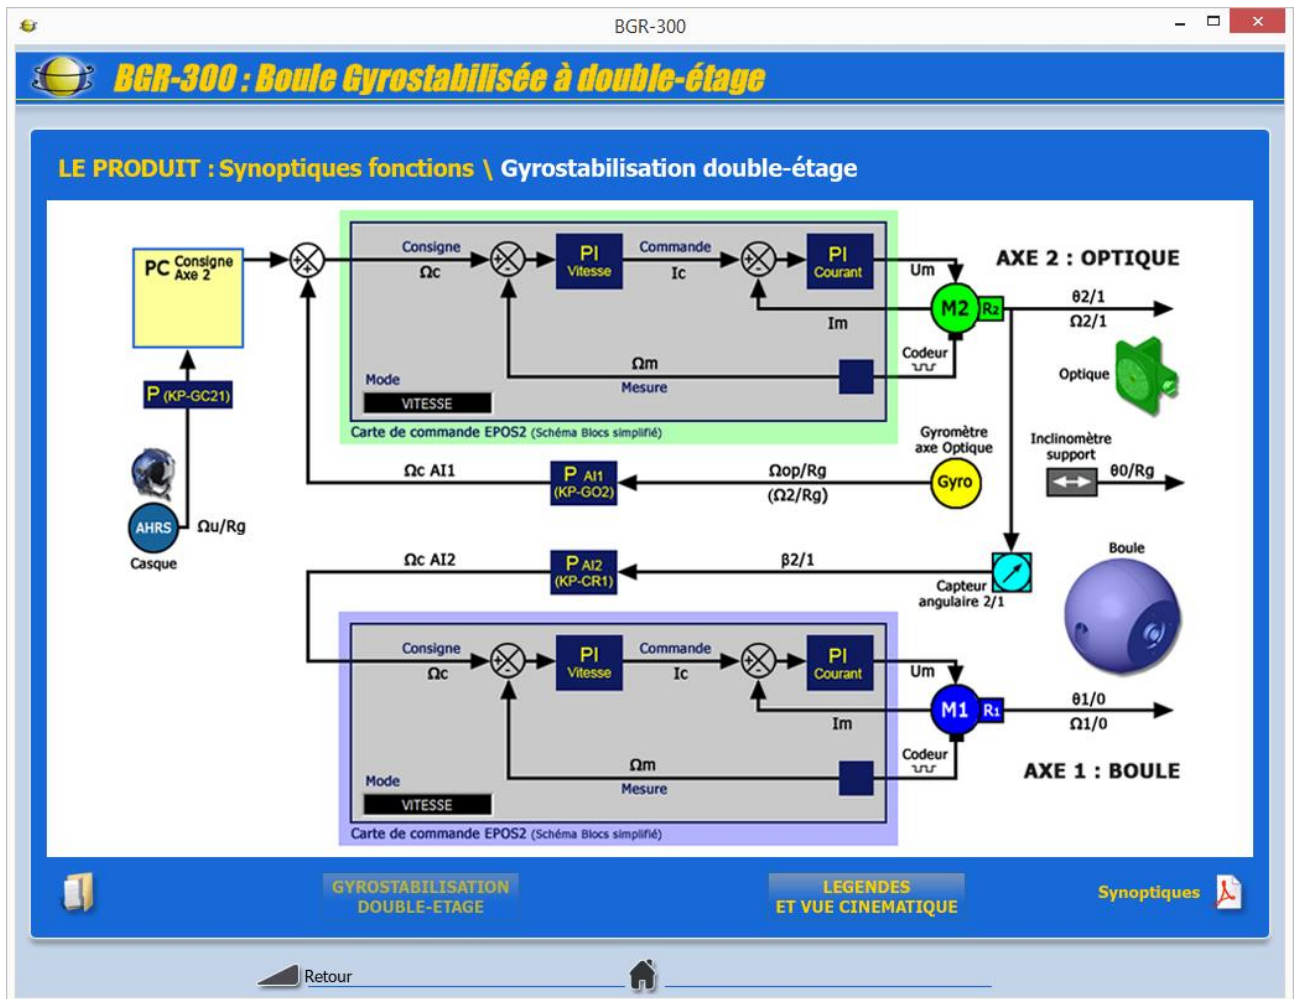 BGR-300
BGR-300 : Boule Gyrostabilisée à double-étage
LE PRODUIT : Synoptiques fonctions \ Gyrostabilisation double-étage
PC Consigne
Axe 2
+
+
Consigne
Ωc
+
-
PI
Vitesse
Commande
Ic
+
-
PI
Courant
Um
AXE 2 : OPTIQUE
M2
R2
θ2/1
Ω2/1
Im
Codeur
Ωm
Mesure
Mode
VITESSE
Carte de commande EPOS2 (Schéma Blocs simplifié)
P (KP-GC21)
Optique
Gyromètre
axe Optique
Inclinomètre
support
Ωc AI1
P AI1
(KP-GO2)
Ωop/Rg
(Ω2/Rg)
Gyro
θ0/Rg
AHRS
Ωu/Rg
Casque
Ωc AI2
P AI2
(KP-CR1)
β2/1
Capteur
angulaire 2/1
Boule
Consigne
Ωc
+
-
PI
Vitesse
Commande
Ic
+
-
PI
Courant
Um
M1
R1
θ1/0
Ω1/0
Im
Codeur
Ωm
Mesure
AXE 1 : BOULE
Mode
VITESSE
Carte de commande EPOS2 (Schéma Blocs simplifié)
GYROSTABILISATION
DOUBLE-ETAGE
LEGENDES
ET VUE CINEMATIQUE
Synoptiques
Retour